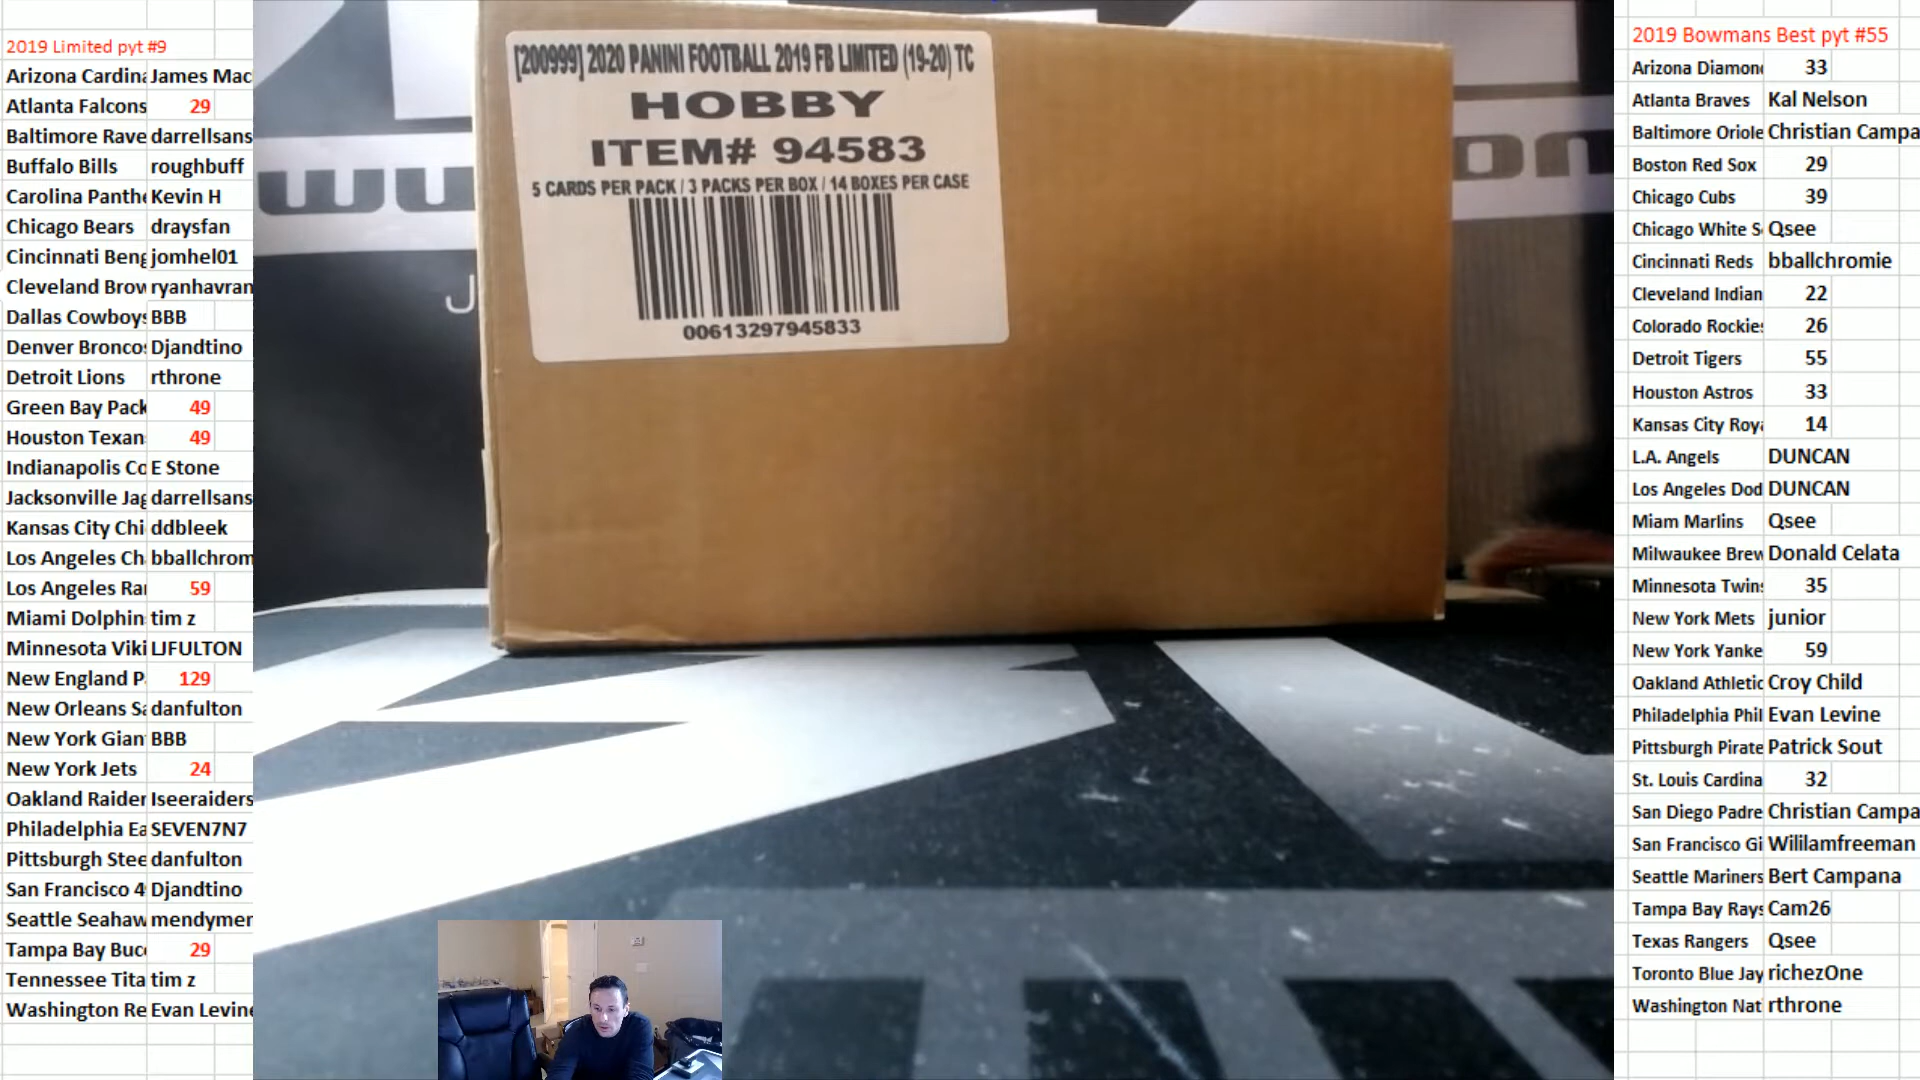 2019 Limited pyt #9
Arizona Cardina James Mac
Atlanta Falcons 29
Baltimore Rave darrellsans
Buffalo Bills roughbuff
Carolina Panthe Kevin H
Chicago Bears draysfan
Cincinnati Beng jomhel01
Cleveland Brow ryanhavran
Dallas Cowboys BBB
Denver Broncos Djandtino
Detroit Lions rthrone
Green Bay Pack 49
Houston Texan 49
Indianapolis Co E Stone
Jacksonville Jag darrellsans
Kansas City Chi ddbleek
Los Angeles Ch bballchrom
Los Angeles Ra 59
Miami Dolphin tim z
Minnesota Viki LJFULTON
New England P 129
New Orleans Sa danfulton
New York Gian BBB
New York Jets 24
Oakland Raider Iseeraiders
Philadelphia Ea SEVEN7N7
Pittsburgh Stee danfulton
San Francisco 4 Djandtino
Seattle Seahaw mendymer
Tampa Bay Buc 29
Tennessee Tita tim z
Washington Re Evan Levine
[200999] 2020 PANINI FOOTBALL 2019 FB LIMITED (19-20) TC
HOBBY
ITEM# 94583
5 CARDS PER PACK / 3 PACKS PER BOX / 14 BOXES PER CASE
00613297945833
2019 Bowmans Best pyt #55
Arizona Diamon 33
Atlanta Braves Kal Nelson
Baltimore Oriole Christian Campa
Boston Red Sox 29
Chicago Cubs 39
Chicago White S Qsee
Cincinnati Reds bballchromie
Cleveland Indian 22
Colorado Rockies 26
Detroit Tigers 55
Houston Astros 33
Kansas City Roya 14
L.A. Angels DUNCAN
Los Angeles Dod DUNCAN
Miam Marlins Qsee
Milwaukee Brew Donald Celata
Minnesota Twins 35
New York Mets junior
New York Yanke 59
Oakland Athletic Croy Child
Philadelphia Phil Evan Levine
Pittsburgh Pirate Patrick Sout
St. Louis Cardina 32
San Diego Padre Christian Campa
San Francisco Gi Wililamfreeman
Seattle Mariners Bert Campana
Tampa Bay Rays Cam26
Texas Rangers Qsee
Toronto Blue Jay richezOne
Washington Nat rthrone